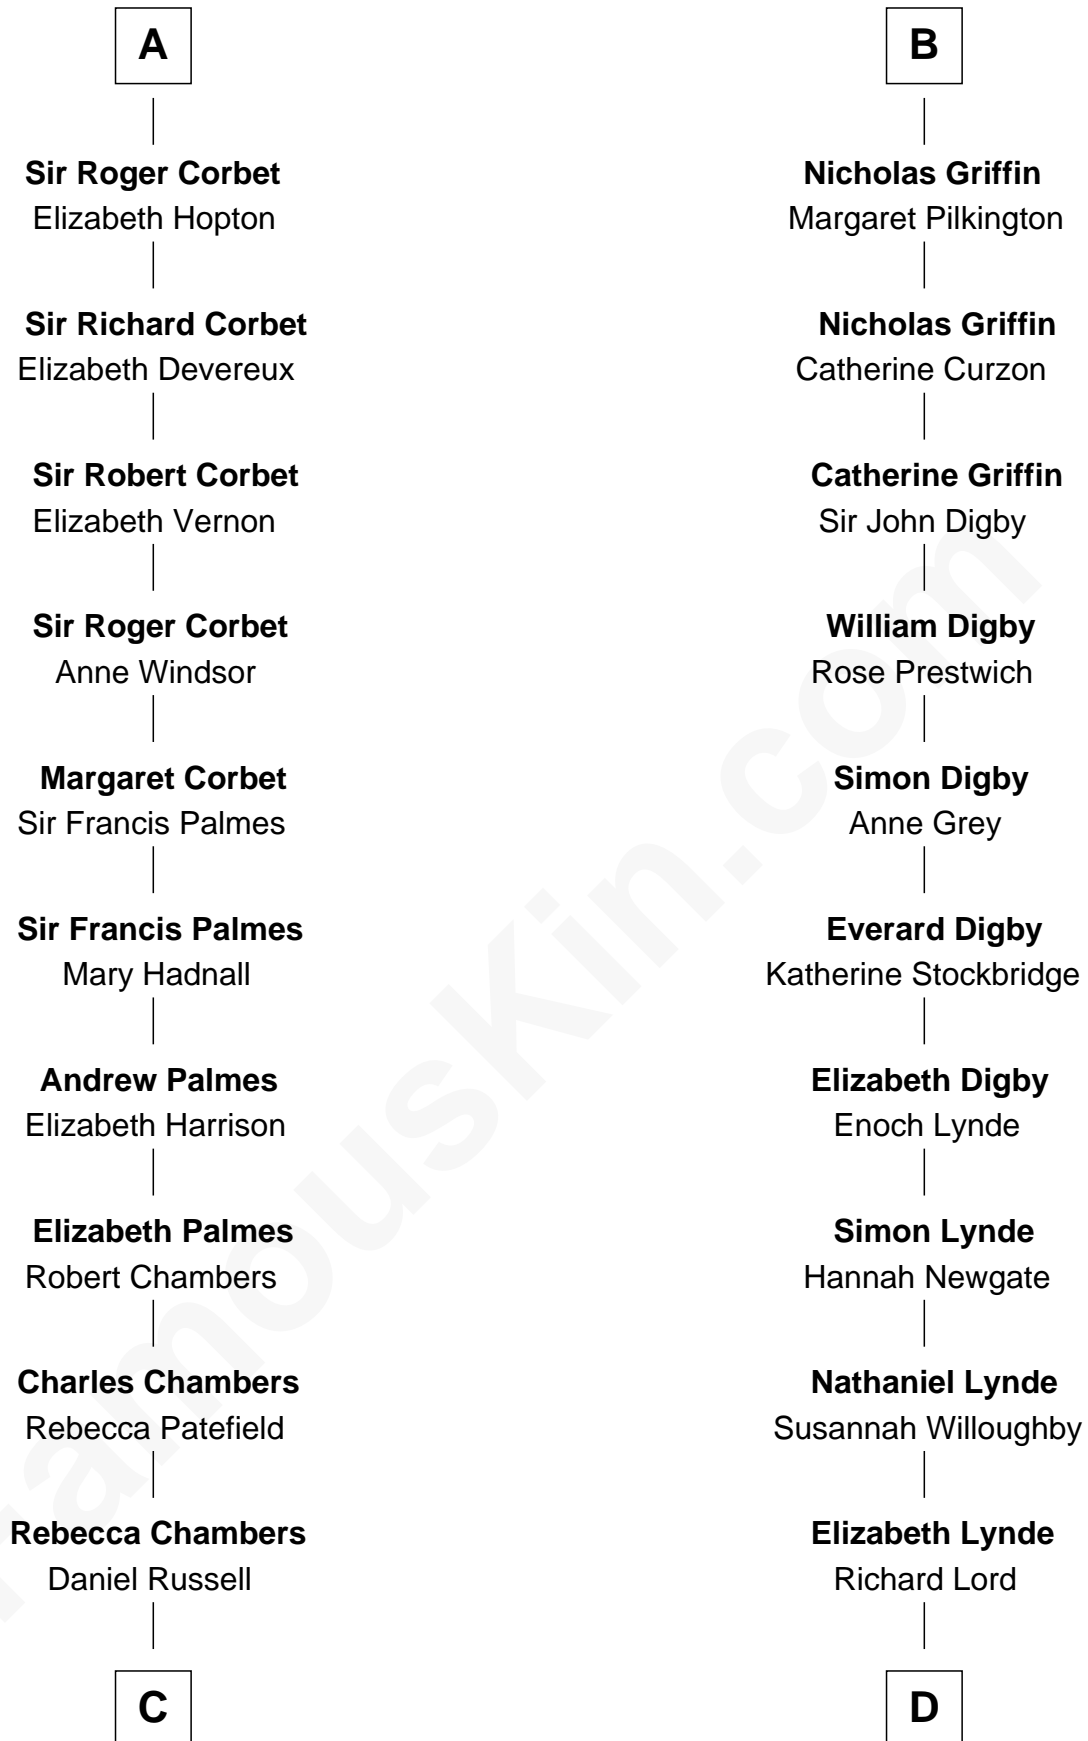 A
Sir Roger Corbet
Elizabeth Hopton
Sir Richard Corbet
Elizabeth Devereux
Sir Robert Corbet
Elizabeth Vernon
Sir Roger Corbet
Anne Windsor
Margaret Corbet
Sir Francis Palmes
Sir Francis Palmes
Mary Hadnall
Andrew Palmes
Elizabeth Harrison
Elizabeth Palmes
Robert Chambers
Charles Chambers
Rebecca Patefield
Rebecca Chambers
Daniel Russell
C
B
Nicholas Griffin
Margaret Pilkington
Nicholas Griffin
Catherine Curzon
Catherine Griffin
Sir John Digby
William Digby
Rose Prestwich
Simon Digby
Anne Grey
Everard Digby
Katherine Stockbridge
Elizabeth Digby
Enoch Lynde
Simon Lynde
Hannah Newgate
Nathaniel Lynde
Susannah Willoughby
Elizabeth Lynde
Richard Lord
D
FamousKin.com